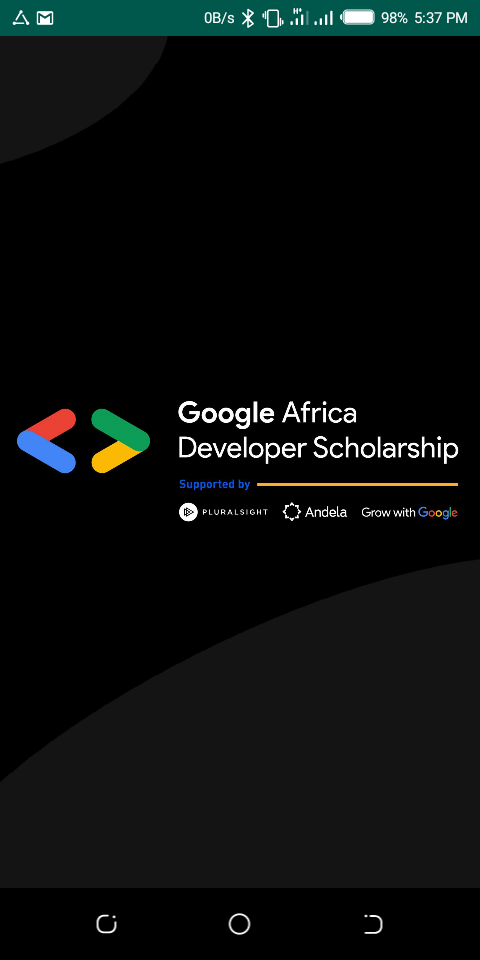 0B/s H+ 98% 5:37 PM
Google Africa
Developer Scholarship
Supported by
PLURALSIGHT Andela Grow with Google